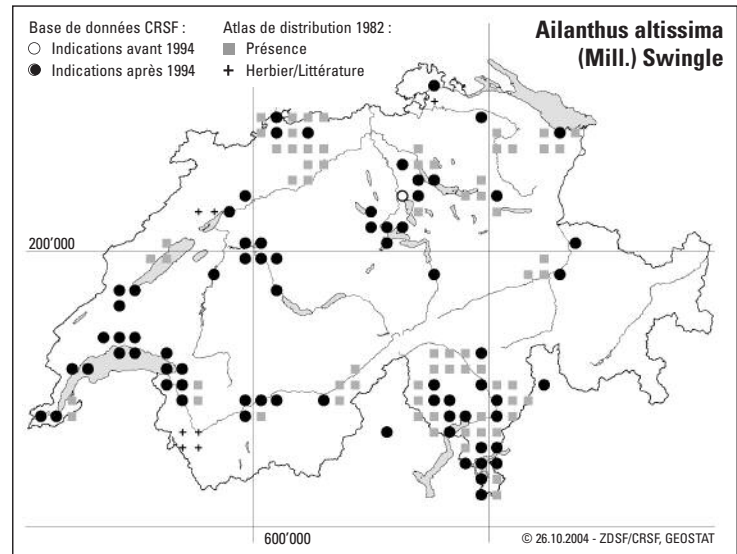 Base de données CRSF :
Indications avant 1994
Indications après 1994
Atlas de distribution 1982 :
Présence
Herbier/Littérature
Ailanthus altissima
(Mill.) Swingle
200'000
600'000
© 26.10.2004 - ZDSF/CRSF, GEOSTAT